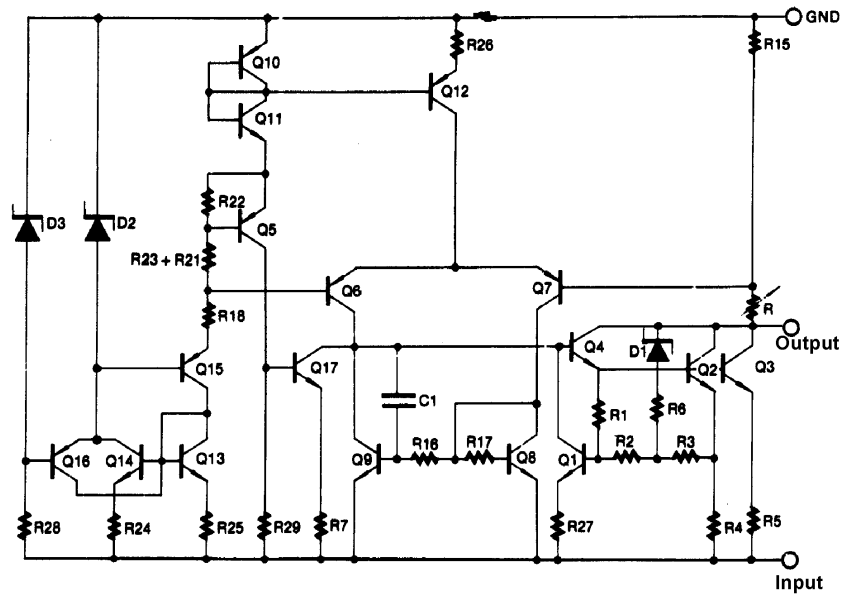 GND
R15
R26
Q10
Q12
Q11
R22
D3
D2
Q5
R23 + R21
Q6
Q7
R
R18
Output
Q4
D1
Q2
Q3
Q15
Q17
C1
R6
R1
R16
R17
R2
R3
Q16
Q14
Q13
Q9
Q8
Q1
R28
R24
R25
R29
R7
R27
R4
R5
Input